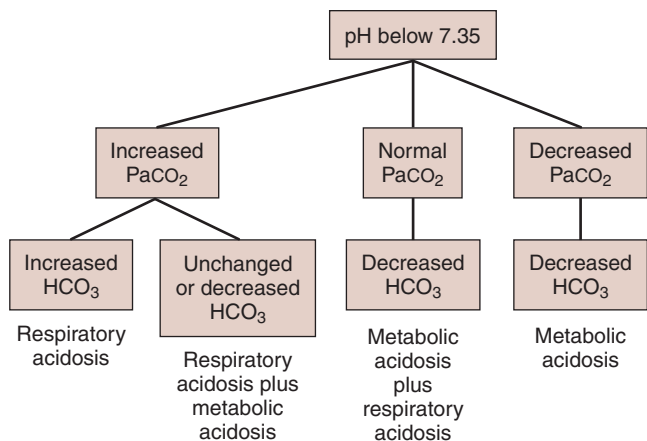 pH below 7.35
Increased
PaCO₂
Normal
PaCO₂
Decreased
PaCO₂
Increased
HCO₃
Unchanged
or decreased
HCO₃
Decreased
HCO₃
Decreased
HCO₃
Respiratory
acidosis
Respiratory
acidosis plus
metabolic
acidosis
Metabolic
acidosis
plus
respiratory
acidosis
Metabolic
acidosis